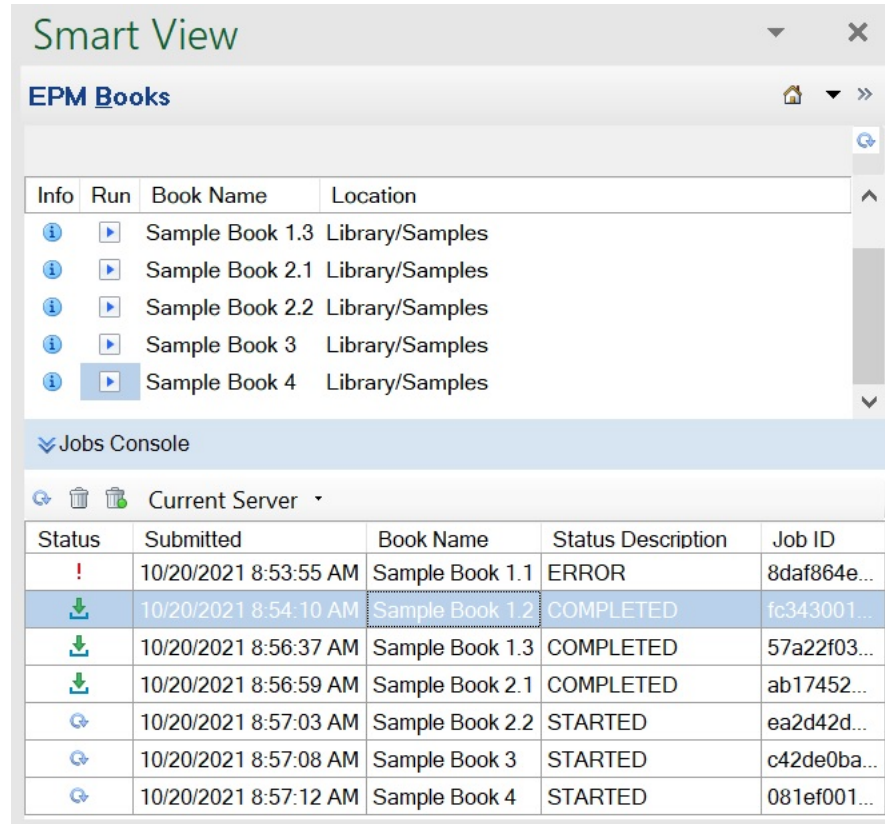 Smart View
EPM Books
Info Run Book Name Location
Sample Book 1.3 Library/Samples
Sample Book 2.1 Library/Samples
Sample Book 2.2 Library/Samples
Sample Book 3 Library/Samples
Sample Book 4 Library/Samples
Jobs Console
Current Server
Status Submitted Book Name Status Description Job ID
! 10/20/2021 8:53:55 AM Sample Book 1.1 ERROR 8daf864e...
10/20/2021 8:54:10 AM Sample Book 1.2 COMPLETED fc343001...
10/20/2021 8:56:37 AM Sample Book 1.3 COMPLETED 57a22f03...
10/20/2021 8:56:59 AM Sample Book 2.1 COMPLETED ab17452...
10/20/2021 8:57:03 AM Sample Book 2.2 STARTED ea2d42d...
10/20/2021 8:57:08 AM Sample Book 3 STARTED c42de0ba...
10/20/2021 8:57:12 AM Sample Book 4 STARTED 081ef001...